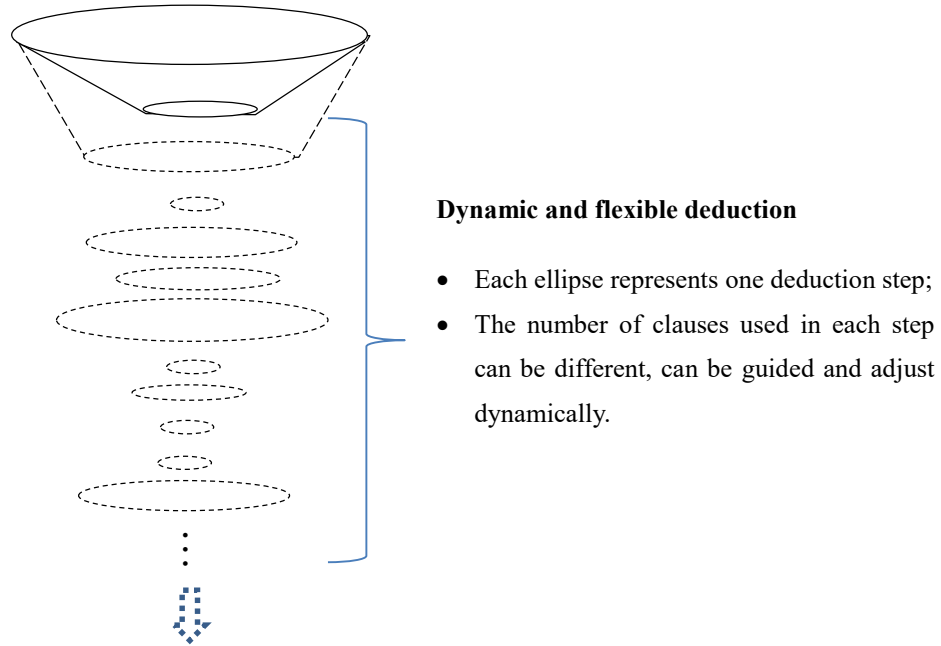 Dynamic and flexible deduction
• Each ellipse represents one deduction step;
• The number of clauses used in each step
can be different, can be guided and adjust
dynamically.